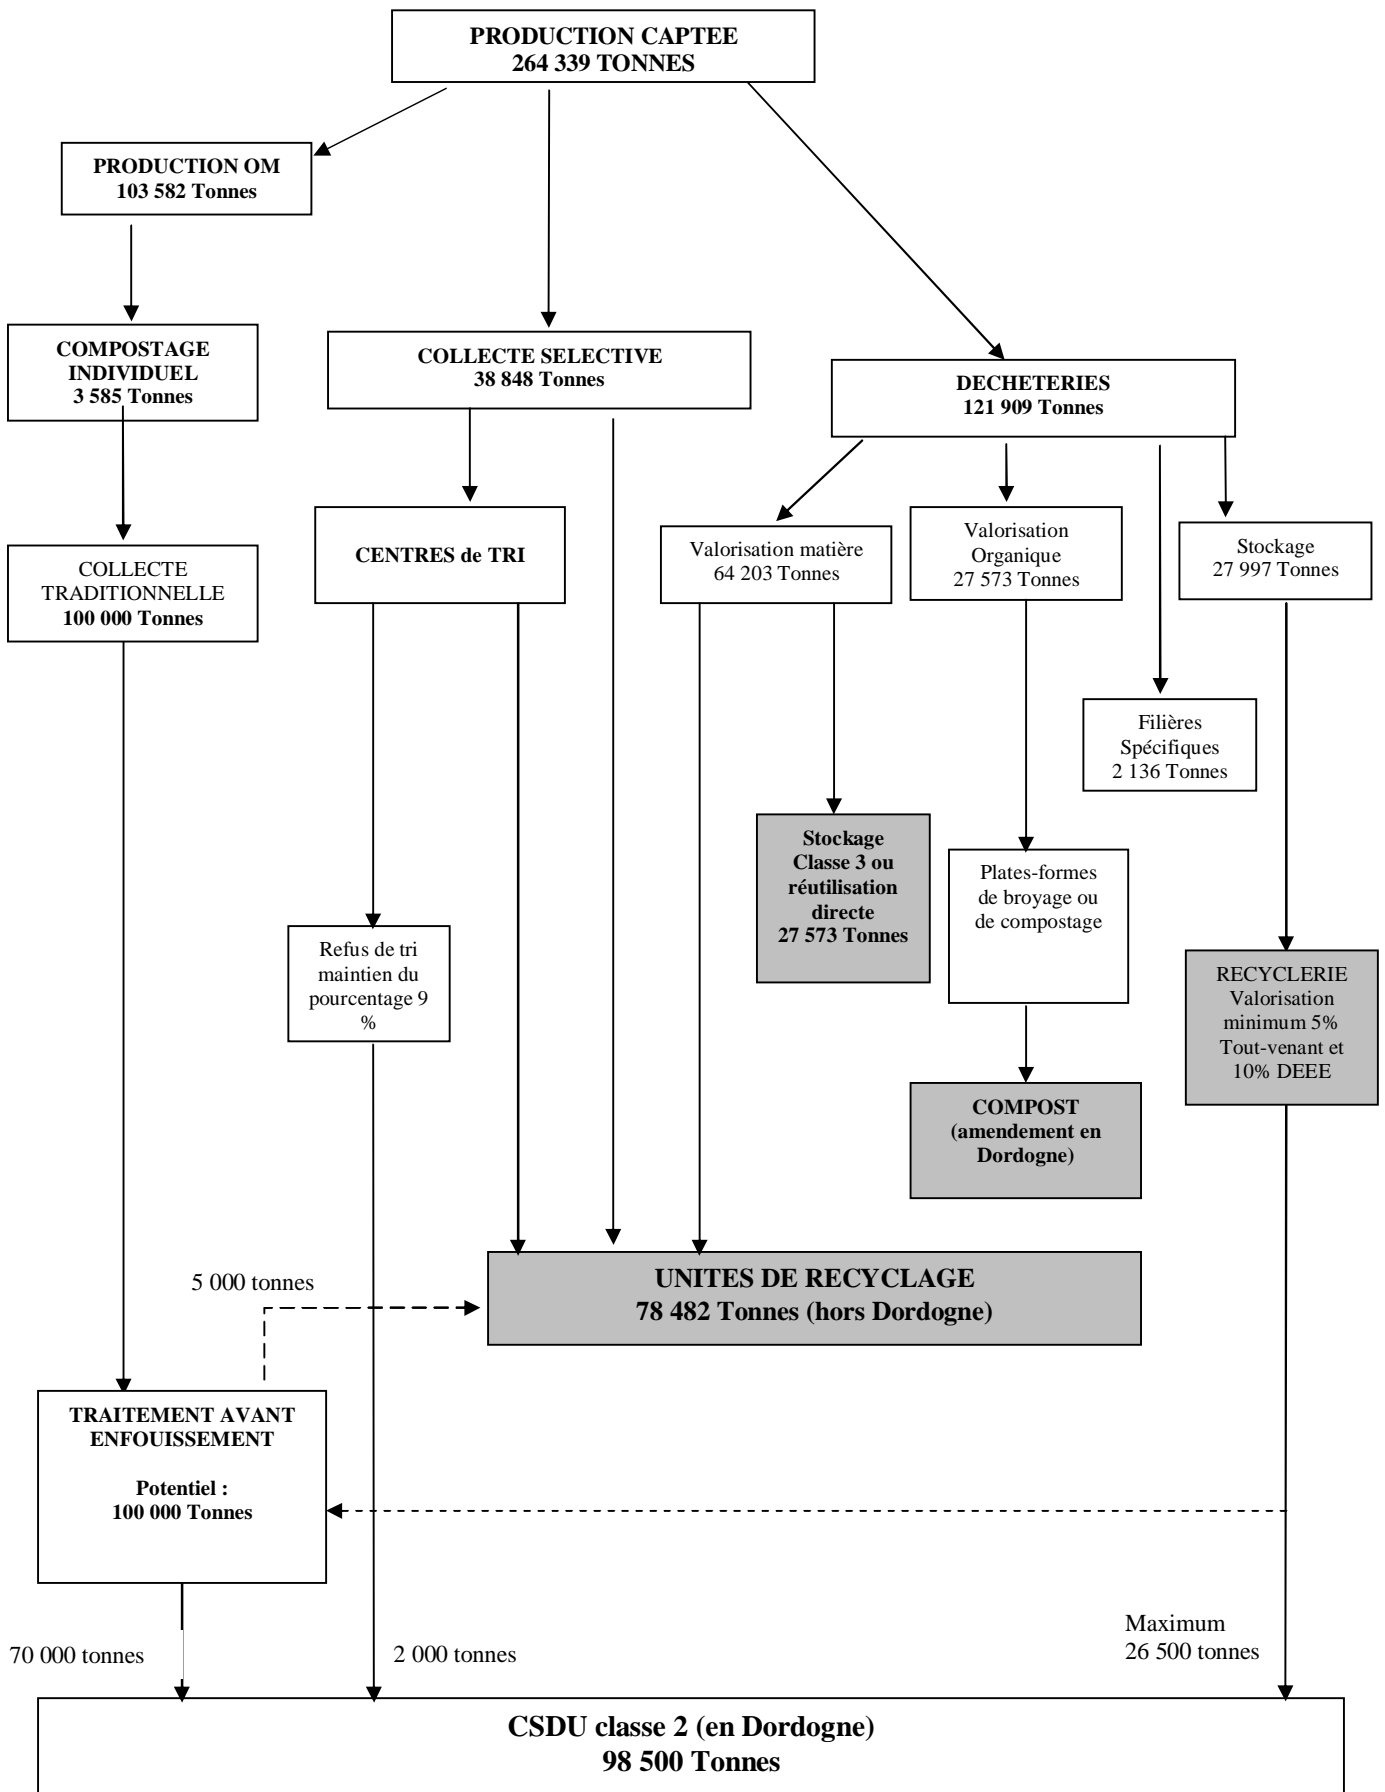 PRODUCTION CAPTEE
264 339 TONNES
PRODUCTION OM
103 582 Tonnes
COMPOSTAGE
INDIVIDUEL
3 585 Tonnes
COLLECTE SELECTIVE
38 848 Tonnes
DECHETERIES
121 909 Tonnes
COLLECTE
TRADITIONNELLE
100 000 Tonnes
CENTRES de TRI
Valorisation matière
64 203 Tonnes
Valorisation
Organique
27 573 Tonnes
Stockage
27 997 Tonnes
Filières
Spécifiques
2 136 Tonnes
Stockage
Classe 3 ou
réutilisation
directe
27 573 Tonnes
Plates-formes
de broyage ou
de compostage
Refus de tri
maintien du
pourcentage 9
%
RECYCLERIE
Valorisation
minimum 5%
Tout-venant et
10% DEEE
COMPOST
(amendement en
Dordogne)
5 000 tonnes
UNITES DE RECYCLAGE
78 482 Tonnes (hors Dordogne)
TRAITEMENT AVANT
ENFOUISSEMENT
Potentiel :
100 000 Tonnes
70 000 tonnes
2 000 tonnes
Maximum
26 500 tonnes
CSDU classe 2 (en Dordogne)
98 500 Tonnes